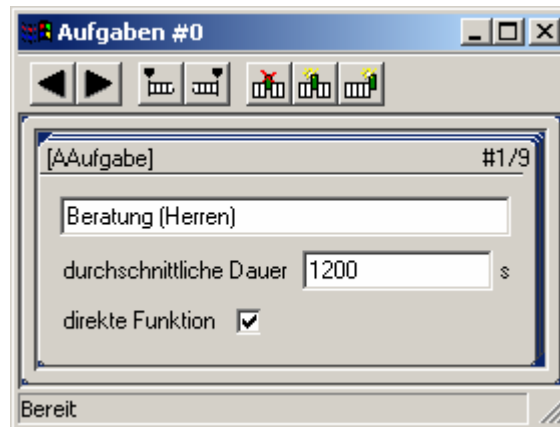 Aufgaben #0
[AAufgabe] #1/9
Beratung (Herren)
durchschnittliche Dauer 1200 s
direkte Funktion
Bereit